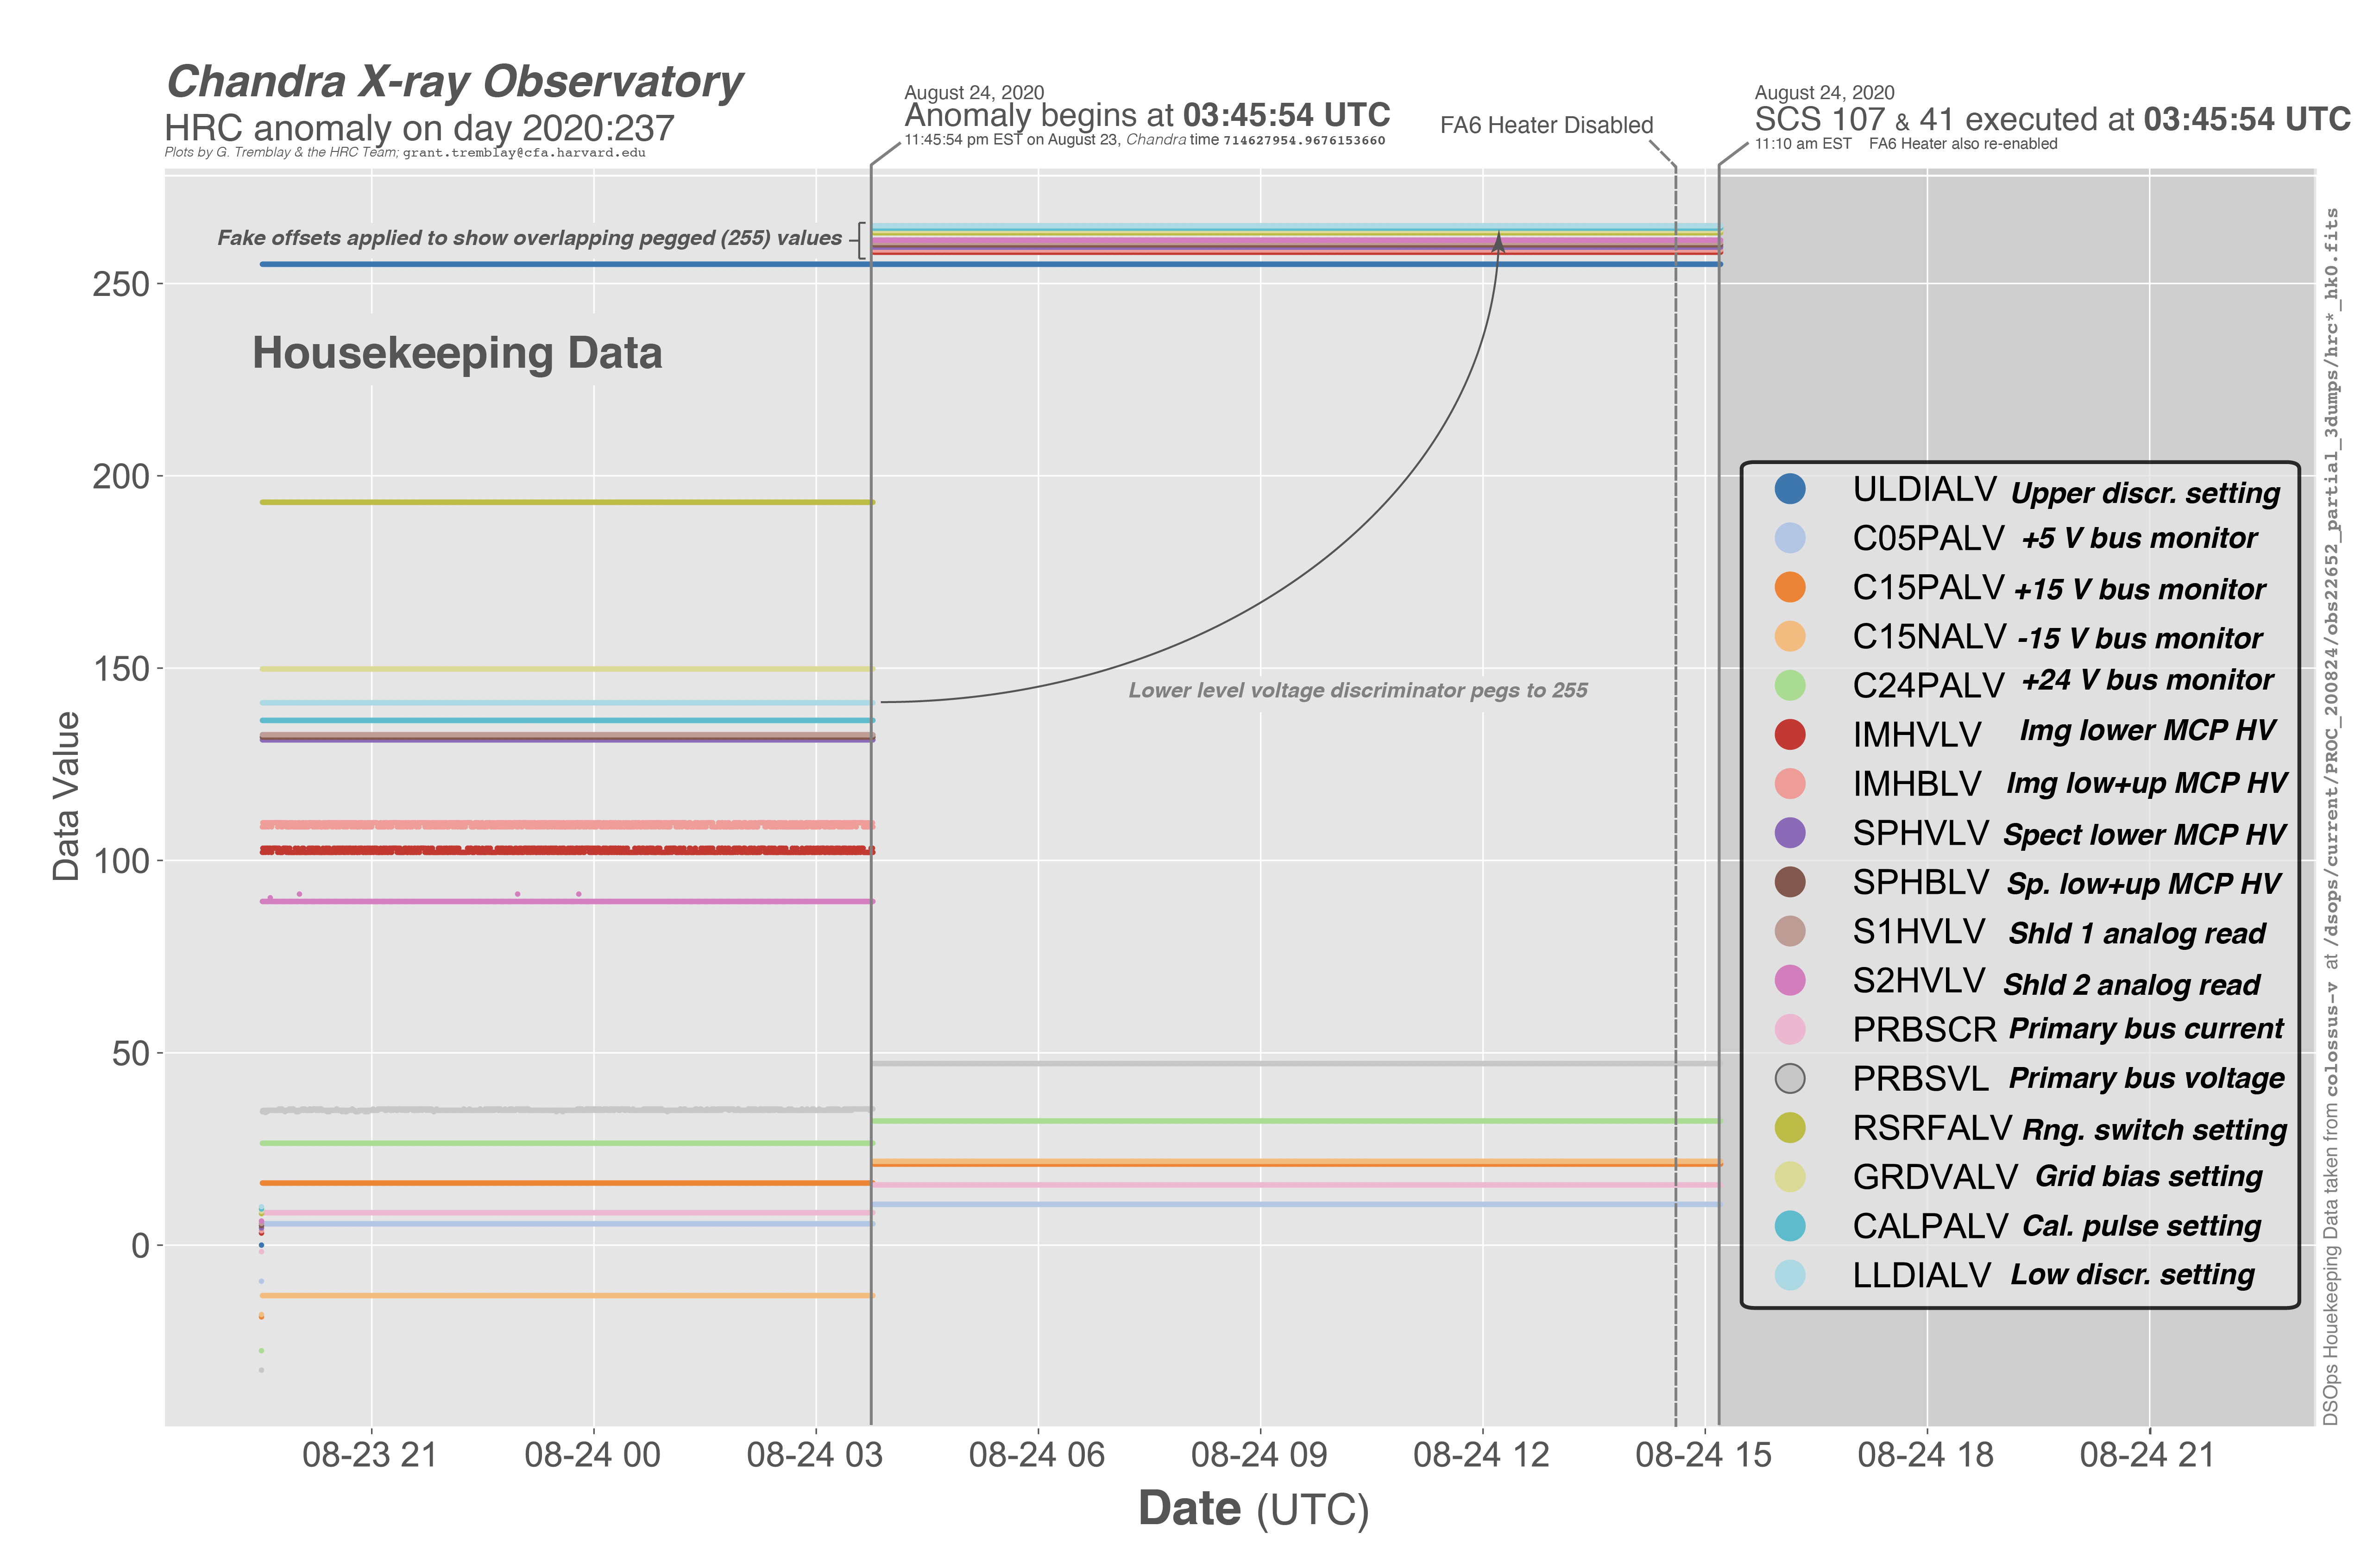 Chandra X-ray Observatory
HRC anomaly on day 2020:237
Plots by G. Tremblay & the HRC Team; grant.tremblay@cfa.harvard.edu
August 24, 2020
Anomaly begins at 03:45:54 UTC
11:45:54 pm EST on August 23, Chandra time 714627954.9676153660
FA6 Heater Disabled
August 24, 2020
SCS 107 & 41 executed at 03:45:54 UTC
11:10 am EST FA6 Heater also re-enabled
Fake offsets applied to show overlapping pegged (255) values
Housekeeping Data
Lower level voltage discriminator pegs to 255
Data Value
250
200
150
100
50
0
ULDIALV Upper discr. setting
C05PALV +5 V bus monitor
C15PALV +15 V bus monitor
C15NALV -15 V bus monitor
C24PALV +24 V bus monitor
IMHVLV Img lower MCP HV
IMHBLV Img low+up MCP HV
SPHVLV Spect lower MCP HV
SPHBLV Sp. low+up MCP HV
S1HVLV Shld 1 analog read
S2HVLV Shld 2 analog read
PRBSCR Primary bus current
PRBSVL Primary bus voltage
RSRFALV Rng. switch setting
GRDVALV Grid bias setting
CALPALV Cal. pulse setting
LLDIALV Low discr. setting
DSOps Houekeeping Data taken from colossus-v at /dsops/current/PROC_200824/obs22652_partial_3dumps/hrc*_hk0.fits
08-23 21
08-24 00
08-24 03
08-24 06
08-24 09
08-24 12
08-24 15
08-24 18
08-24 21
Date (UTC)